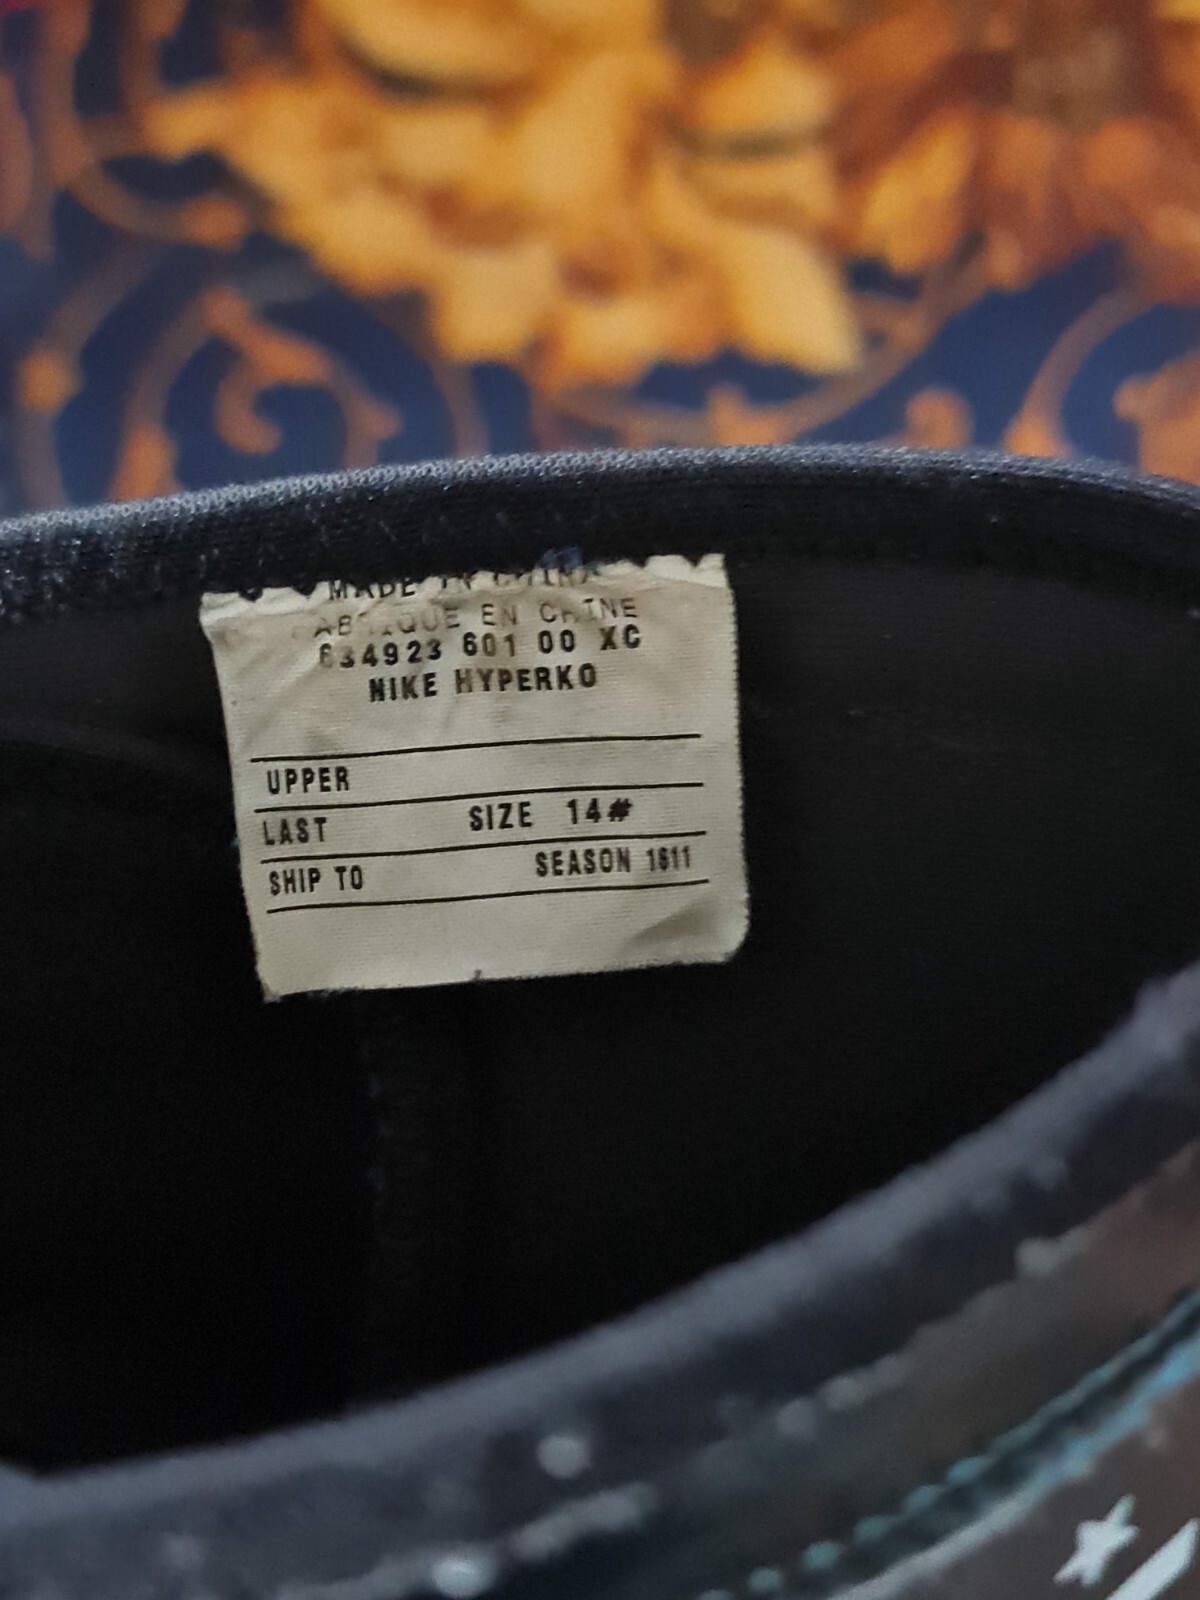 MADE IN CHINA
FABRIQUE EN CHINE
634923 601 00 XC
NIKE HYPERKO
UPPER
LAST SIZE 14#
SHIP TO SEASON 1611